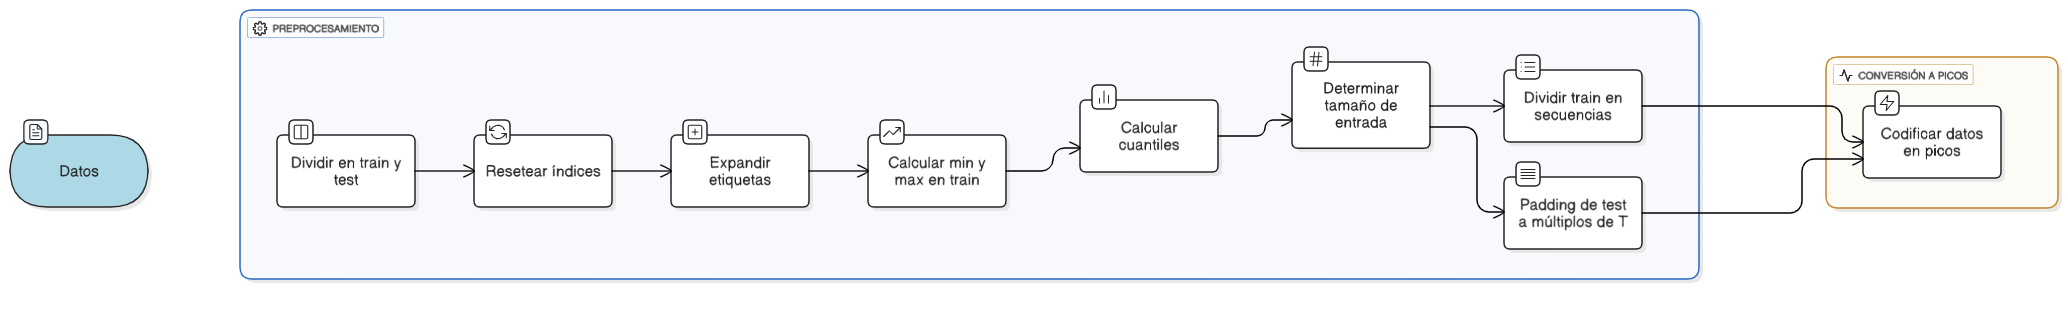 PREPROCESAMIENTO
Datos
Dividir en train y
test
Resetear índices
Expandir
etiquetas
Calcular min y
max en train
Calcular
cuantiles
Determinar
tamaño de
entrada
Dividir train en
secuencias
Padding de test
a múltiplos de T
CONVERSIÓN A PICOS
Codificar datos
en picos